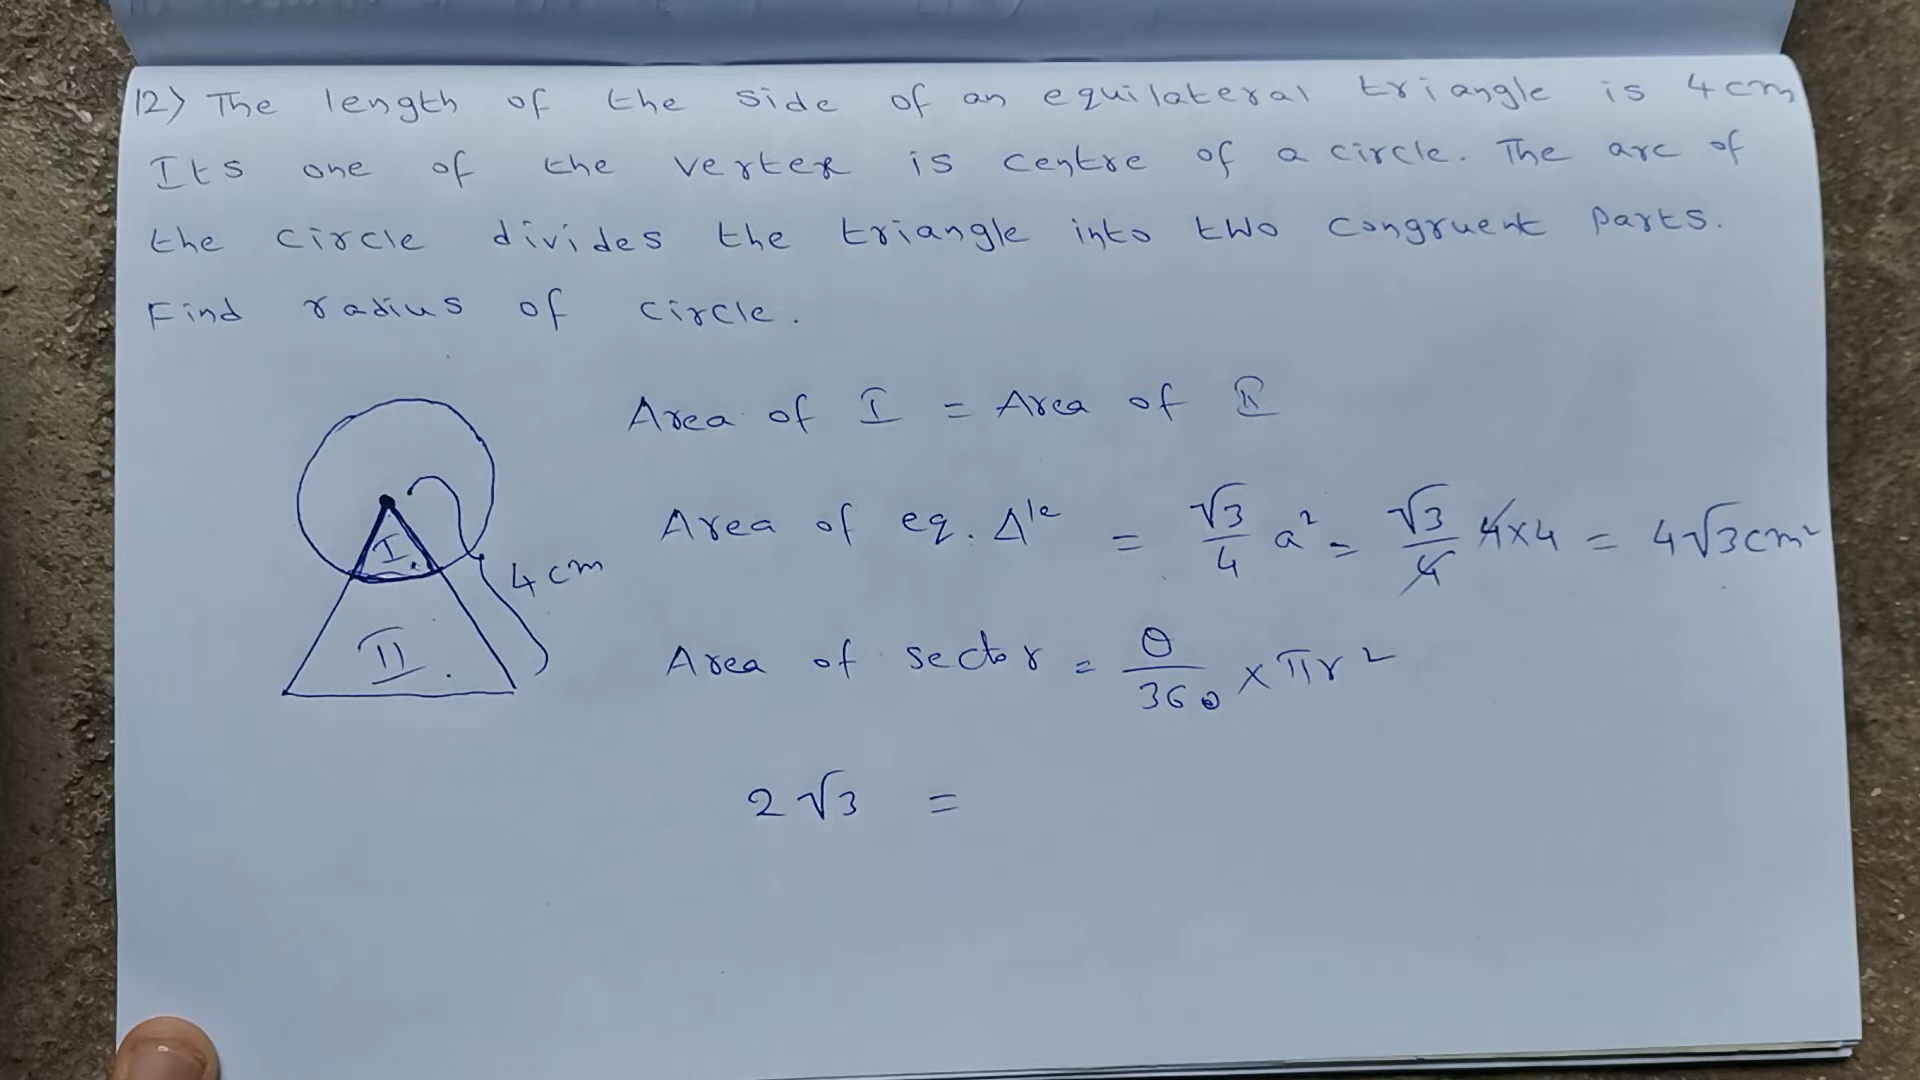 12) The length of the side of an equilateral triangle is 4cm
Its one of the vertex is centre of a circle. The arc of
the circle divides the triangle into two congruent parts.
Find radius of circle.
Area of I = Area of II
I.
4 cm
II.
Area of eq. Δle = √3/4 a² = √3/4 4×4 = 4√3cm²
Area of sector = θ/360 × πr²
2√3 =